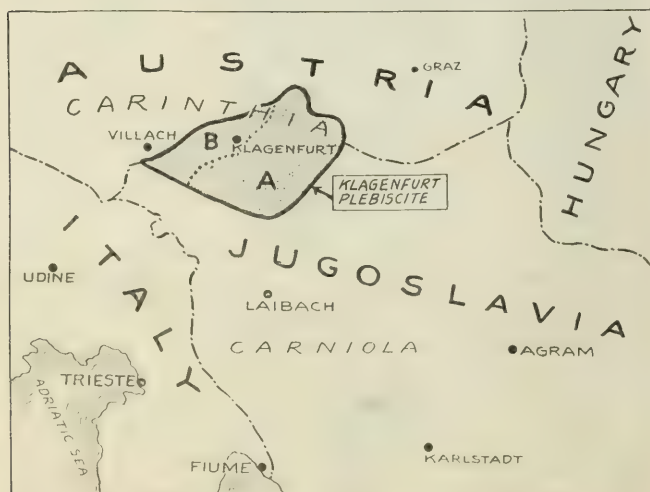 AUSTRIA
GRAZ
CARINTHIA
VILLACH
B
KLAGENFURT
A
KLAGENFURT
PLEBISCITE
HUNGARY
ITALY
JUGOSLAVIA
UDINE
LAIBACH
CARNIOLA
AGRAM
TRIESTE
ADRIATIC SEA
FIUME
KARLSTADT